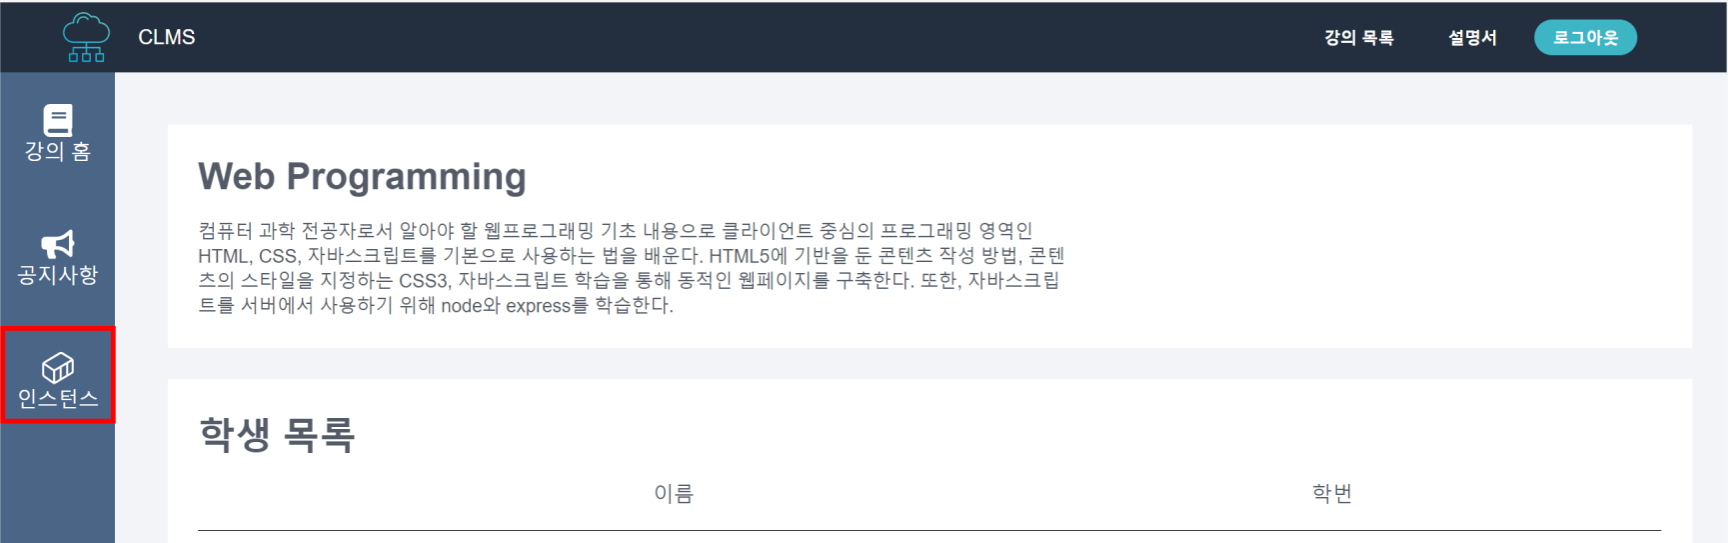 CLMS
강의 목록
설명서
로그아웃
강의 홈
공지사항
인스턴스
Web Programming
컴퓨터 과학 전공자로서 알아야 할 웹프로그래밍 기초 내용으로 클라이언트 중심의 프로그래밍 영역인
HTML, CSS, 자바스크립트를 기본으로 사용하는 법을 배운다. HTML5에 기반을 둔 콘텐츠 작성 방법, 콘텐
츠의 스타일을 지정하는 CSS3, 자바스크립트 학습을 통해 동적인 웹페이지를 구축한다. 또한, 자바스크립
트를 서버에서 사용하기 위해 node와 express를 학습한다.
학생 목록
이름
학번